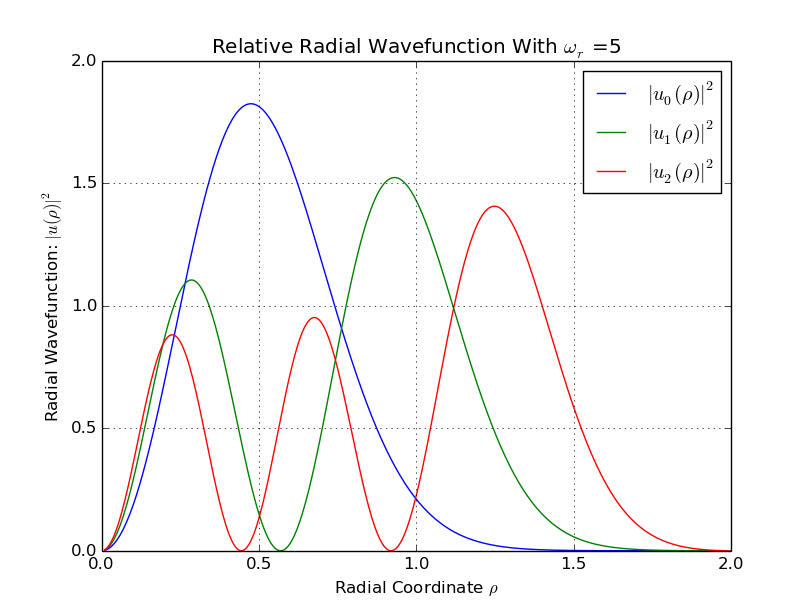 Relative Radial Wavefunction With ω_r =5
|u_0(ρ)|^2
|u_1(ρ)|^2
|u_2(ρ)|^2
Radial Wavefunction: |u(ρ)|^2
2.0
1.5
1.0
0.5
0.0
0.0 0.5 1.0 1.5 2.0
Radial Coordinate ρ